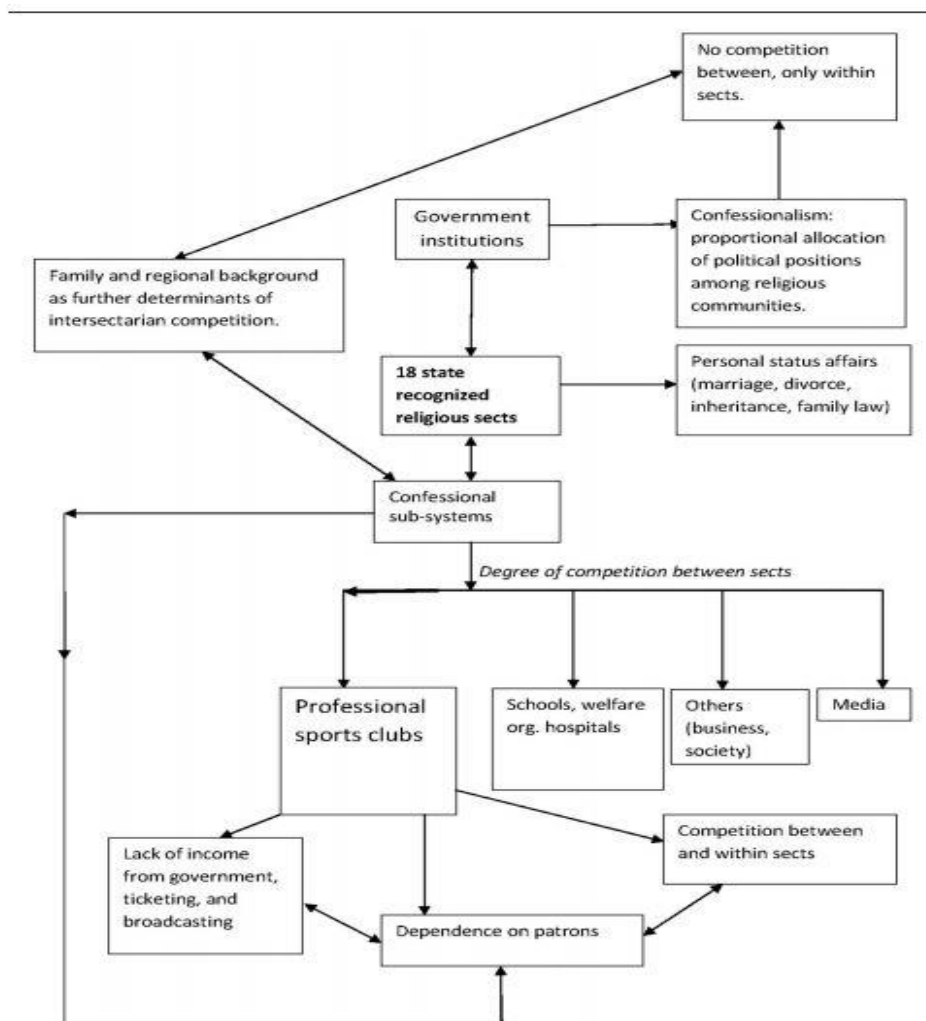 No competition
between, only within
sects.
Government
institutions
Confessionalism:
proportional allocation
of political positions
among religious
communities.
Family and regional background
as further determinants of
intersectarian competition.
18 state
recognized
religious sects
Personal status affairs
(marriage, divorce,
inheritance, family law)
Confessional
sub-systems
Degree of competition between sects
Professional
sports clubs
Schools, welfare
org. hospitals
Others
(business,
society)
Media
Lack of income
from government,
ticketing, and
broadcasting
Competition between
and within sects
Dependence on patrons